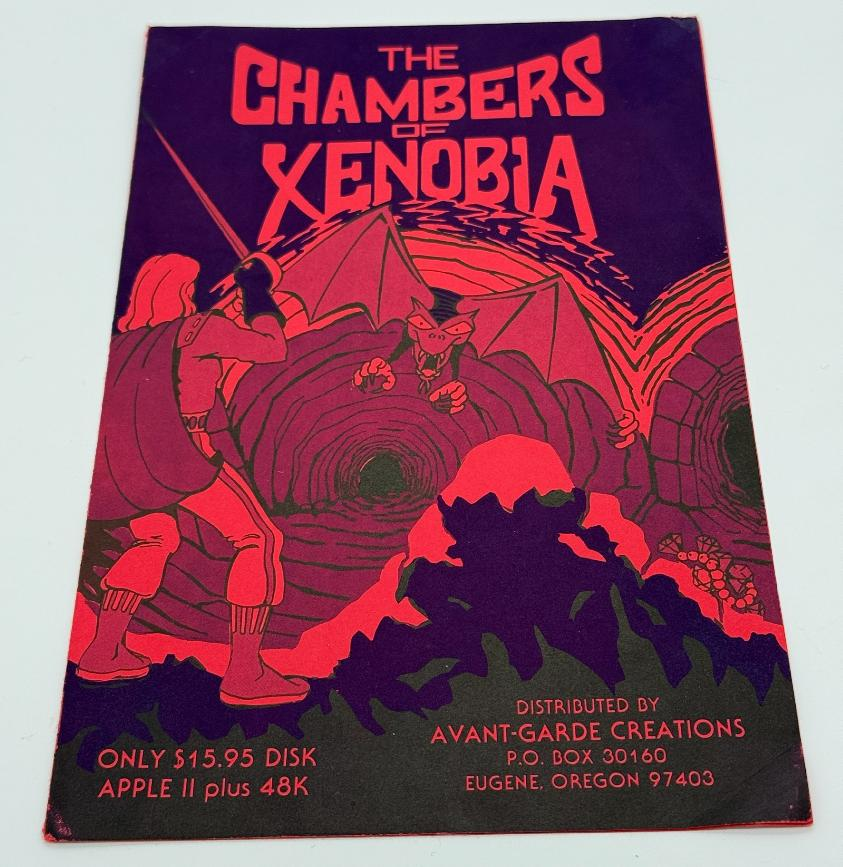 THE
CHAMBERS
OF
XENOBIA
ONLY $15.95 DISK
APPLE II plus 48K
DISTRIBUTED BY
AVANT-GARDE CREATIONS
P.O. BOX 30160
EUGENE, OREGON 97403